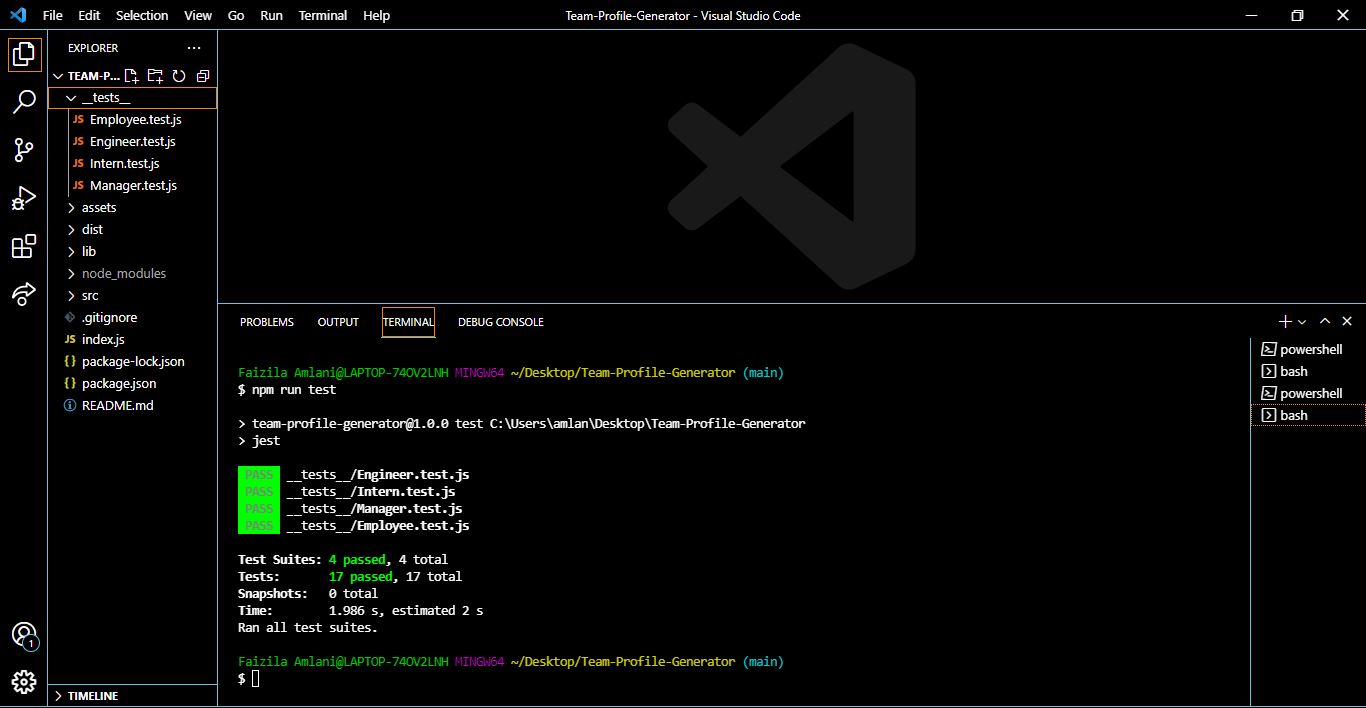 File Edit Selection View Go Run Terminal Help
Team-Profile-Generator - Visual Studio Code
EXPLORER
TEAM-P...
__tests__
JS Employee.test.js
JS Engineer.test.js
JS Intern.test.js
JS Manager.test.js
assets
dist
lib
node_modules
src
.gitignore
JS index.js
{} package-lock.json
{} package.json
README.md
1
TIMELINE
PROBLEMS OUTPUT TERMINAL DEBUG CONSOLE
Faizila Amlani@LAPTOP-74OV2LNH MINGW64 ~/Desktop/Team-Profile-Generator (main)
$ npm run test
> team-profile-generator@1.0.0 test C:\Users\amlan\Desktop\Team-Profile-Generator
> jest
PASS __tests__/Engineer.test.js
PASS __tests__/Intern.test.js
PASS __tests__/Manager.test.js
PASS __tests__/Employee.test.js
Test Suites: 4 passed, 4 total
Tests: 17 passed, 17 total
Snapshots: 0 total
Time: 1.986 s, estimated 2 s
Ran all test suites.
Faizila Amlani@LAPTOP-74OV2LNH MINGW64 ~/Desktop/Team-Profile-Generator (main)
$
powershell
bash
powershell
bash